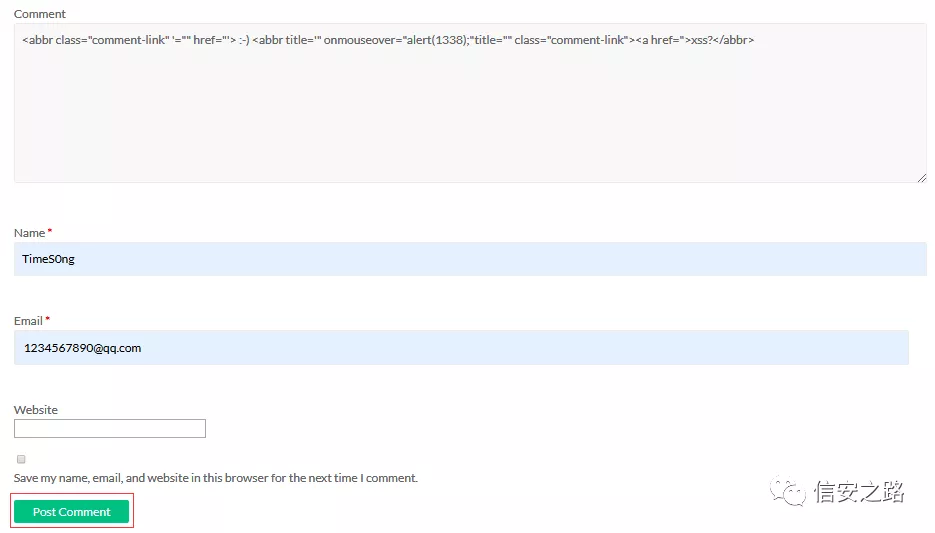 Comment
<abbr class="comment-link" '="" href="'> :-) <abbr title='" onmouseover="alert(1338);"title="" class="comment-link"><a href=">xss?</abbr>
Name *
TimeS0ng
Email *
1234567890@qq.com
Website
Save my name, email, and website in this browser for the next time I comment.
Post Comment
信安之路